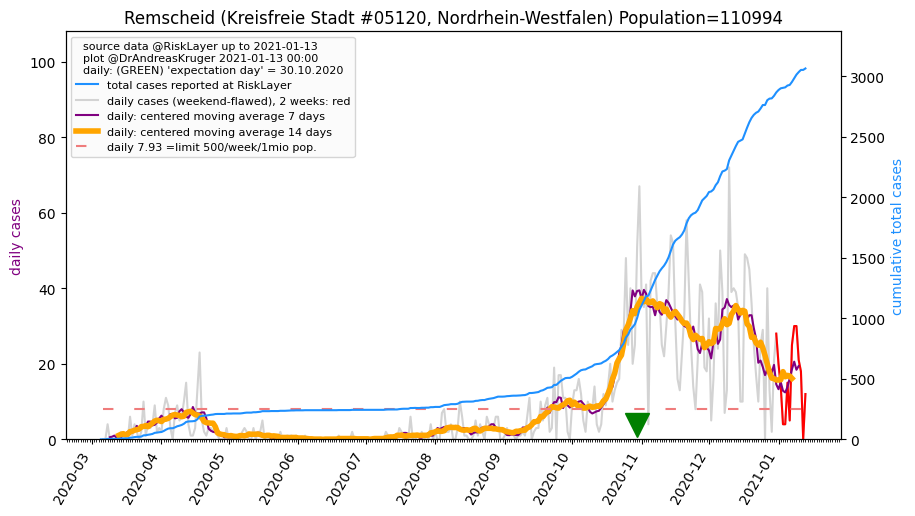 Remscheid (Kreisfreie Stadt #05120, Nordrhein-Westfalen) Population=110994
source data @RiskLayer up to 2021-01-13
plot @DrAndreasKruger 2021-01-13 00:00
daily: (GREEN) 'expectation day' = 30.10.2020
total cases reported at RiskLayer
daily cases (weekend-flawed), 2 weeks: red
daily: centered moving average 7 days
daily: centered moving average 14 days
daily 7.93 =limit 500/week/1mio pop.
daily cases
100
80
60
40
20
0
cumulative total cases
3000
2500
2000
1500
1000
500
0
2020-03
2020-04
2020-05
2020-06
2020-07
2020-08
2020-09
2020-10
2020-11
2020-12
2021-01